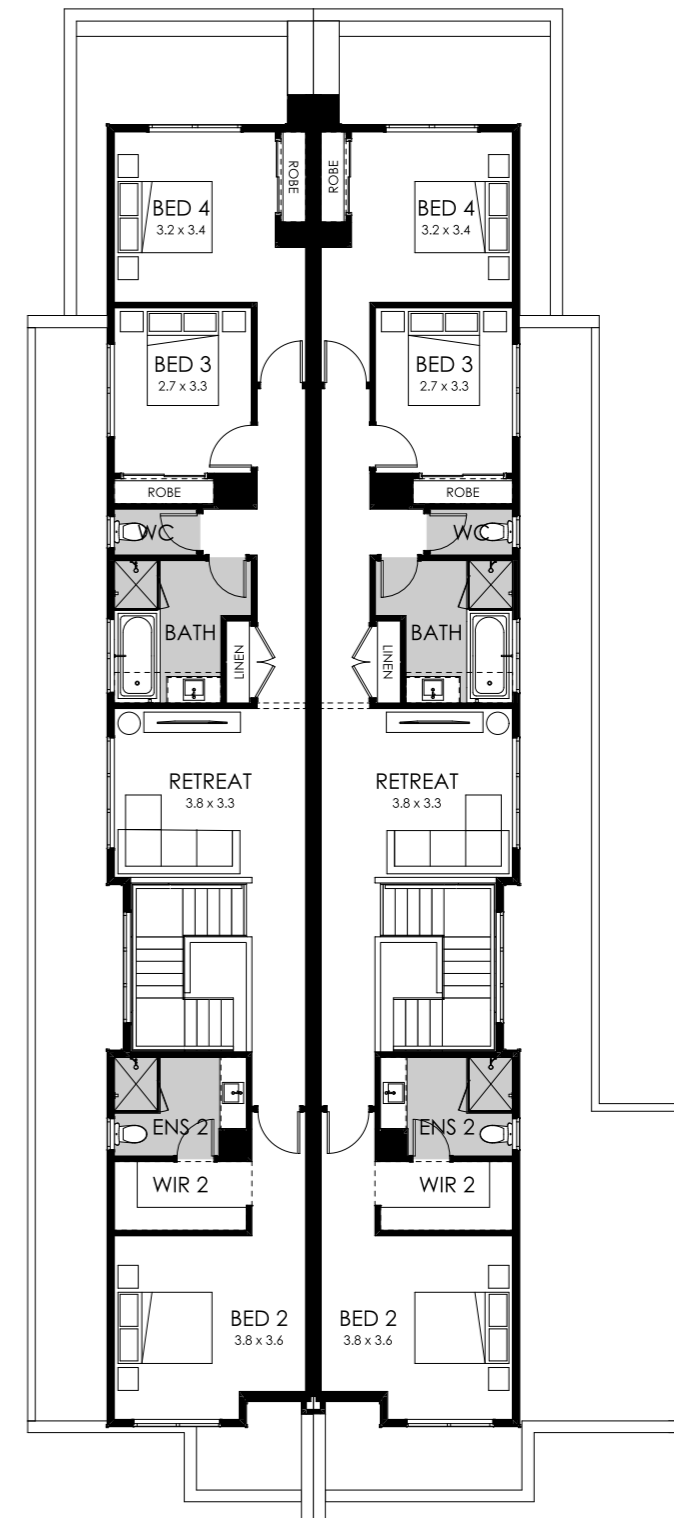 ROBE
ROBE
BED 4
3.2 x 3.4
BED 4
3.2 x 3.4
BED 3
2.7 x 3.3
BED 3
2.7 x 3.3
ROBE
ROBE
WC
WC
BATH
BATH
LINEN
LINEN
RETREAT
3.8 x 3.3
RETREAT
3.8 x 3.3
ENS 2
ENS 2
WIR 2
WIR 2
BED 2
3.8 x 3.6
BED 2
3.8 x 3.6